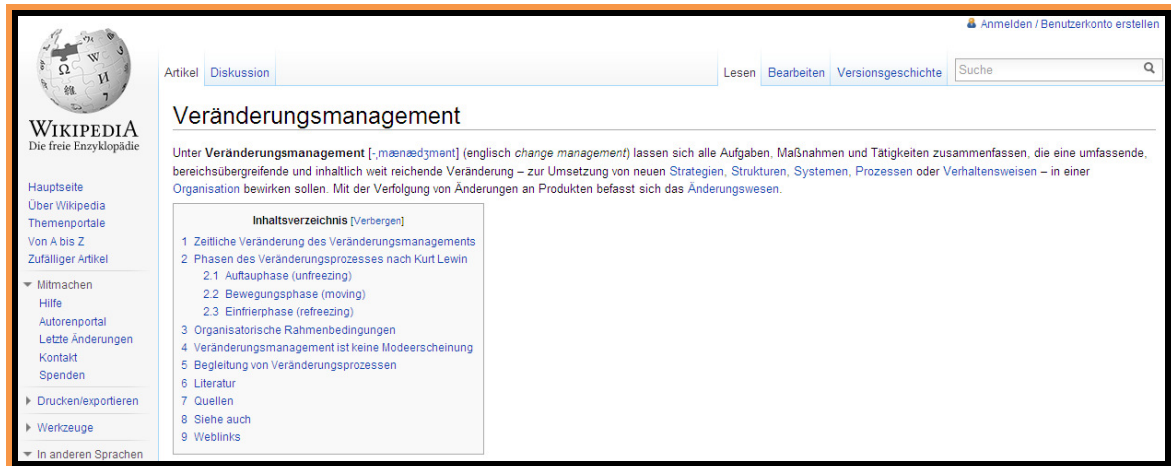 Anmelden / Benutzerkonto erstellen
WIKIPEDIA
Die freie Enzyklopädie
Artikel Diskussion
Lesen Bearbeiten Versionsgeschichte Suche
Veränderungsmanagement
Unter Veränderungsmanagement [-ˌmænædʒmənt] (englisch change management) lassen sich alle Aufgaben, Maßnahmen und Tätigkeiten zusammenfassen, die eine umfassende,
bereichsübergreifende und inhaltlich weit reichende Veränderung – zur Umsetzung von neuen Strategien, Strukturen, Systemen, Prozessen oder Verhaltensweisen – in einer
Organisation bewirken sollen. Mit der Verfolgung von Änderungen an Produkten befasst sich das Änderungswesen.
Inhaltsverzeichnis [Verbergen]
1 Zeitliche Veränderung des Veränderungsmanagements
2 Phasen des Veränderungsprozesses nach Kurt Lewin
2.1 Auftauphase (unfreezing)
2.2 Bewegungsphase (moving)
2.3 Einfrierphase (refreezing)
3 Organisatorische Rahmenbedingungen
4 Veränderungsmanagement ist keine Modeerscheinung
5 Begleitung von Veränderungsprozessen
6 Literatur
7 Quellen
8 Siehe auch
9 Weblinks
Hauptseite
Über Wikipedia
Themenportale
Von A bis Z
Zufälliger Artikel
Mitmachen
Hilfe
Autorenportal
Letzte Änderungen
Kontakt
Spenden
Drucken/exportieren
Werkzeuge
In anderen Sprachen